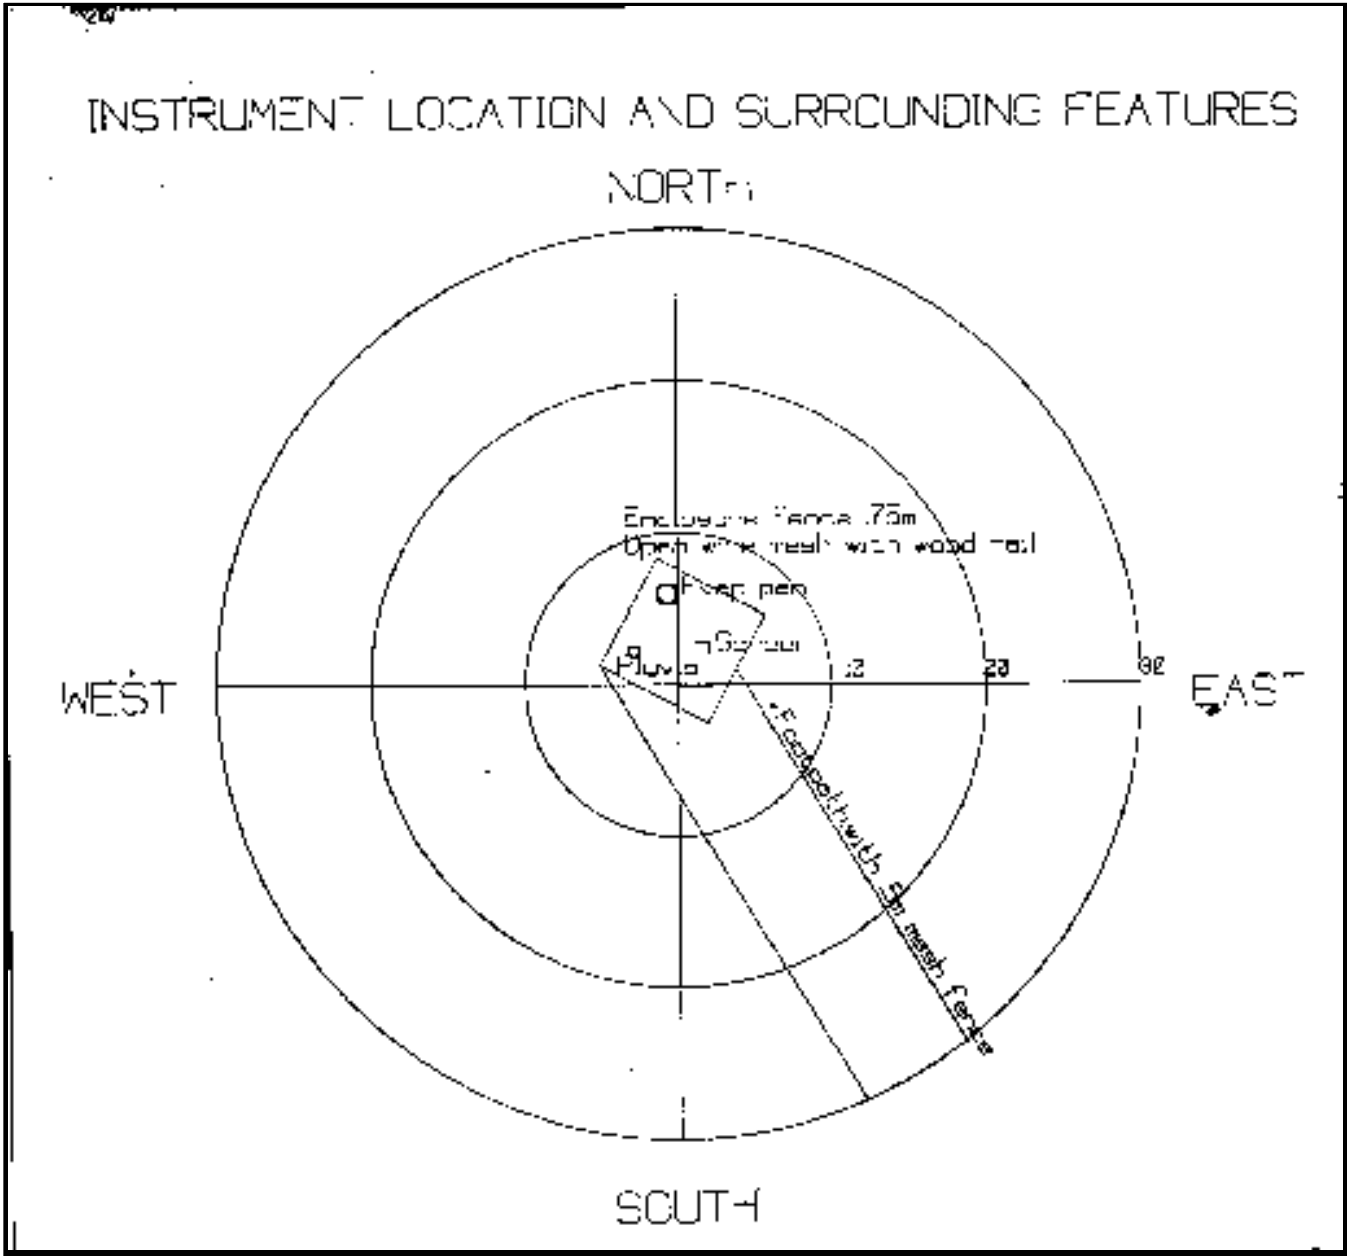 INSTRUMENT LOCATION AND SURROUNDING FEATURES
NORTH
Enclosure fence .75m
Open wire mesh with wood rail
Evap pan
Screen
Pluvio
10 20 30
WEST
EAST
Footpath with .5m mesh fence
SOUTH